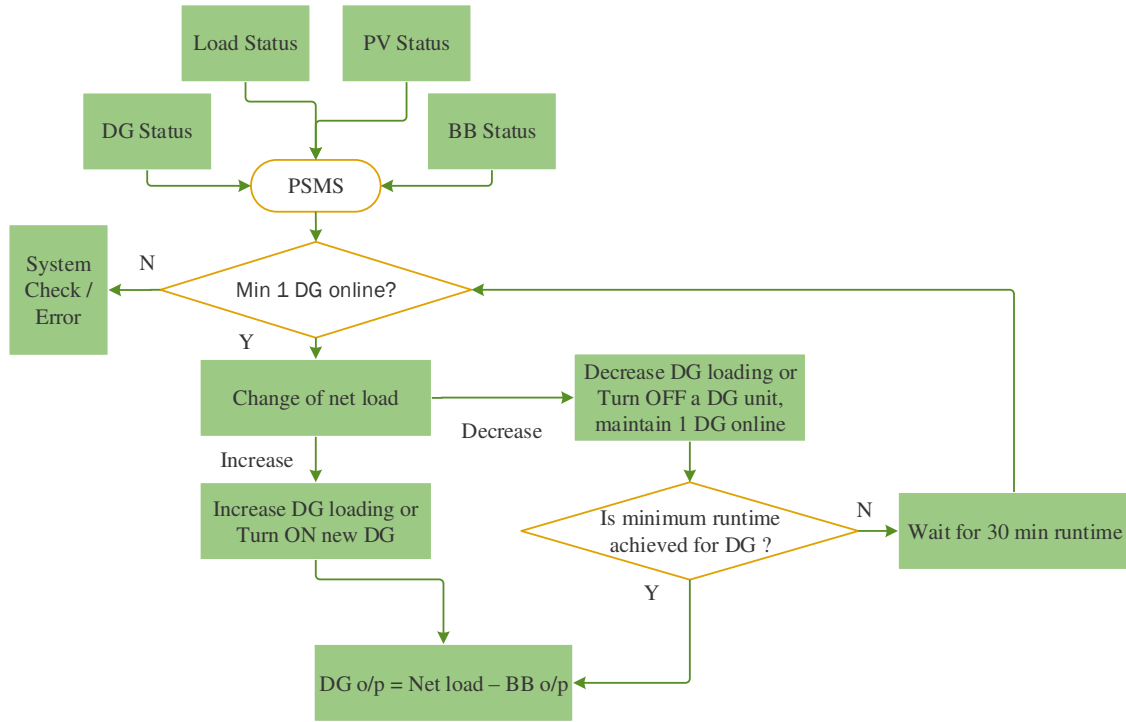 Load Status
PV Status
DG Status
BB Status
PSMS
System
Check /
Error
N
Min 1 DG online?
Y
Change of net load
Decrease
Decrease DG loading or
Turn OFF a DG unit,
maintain 1 DG online
Increase
Increase DG loading or
Turn ON new DG
Is minimum runtime
achieved for DG ?
N
Wait for 30 min runtime
Y
DG o/p = Net load – BB o/p